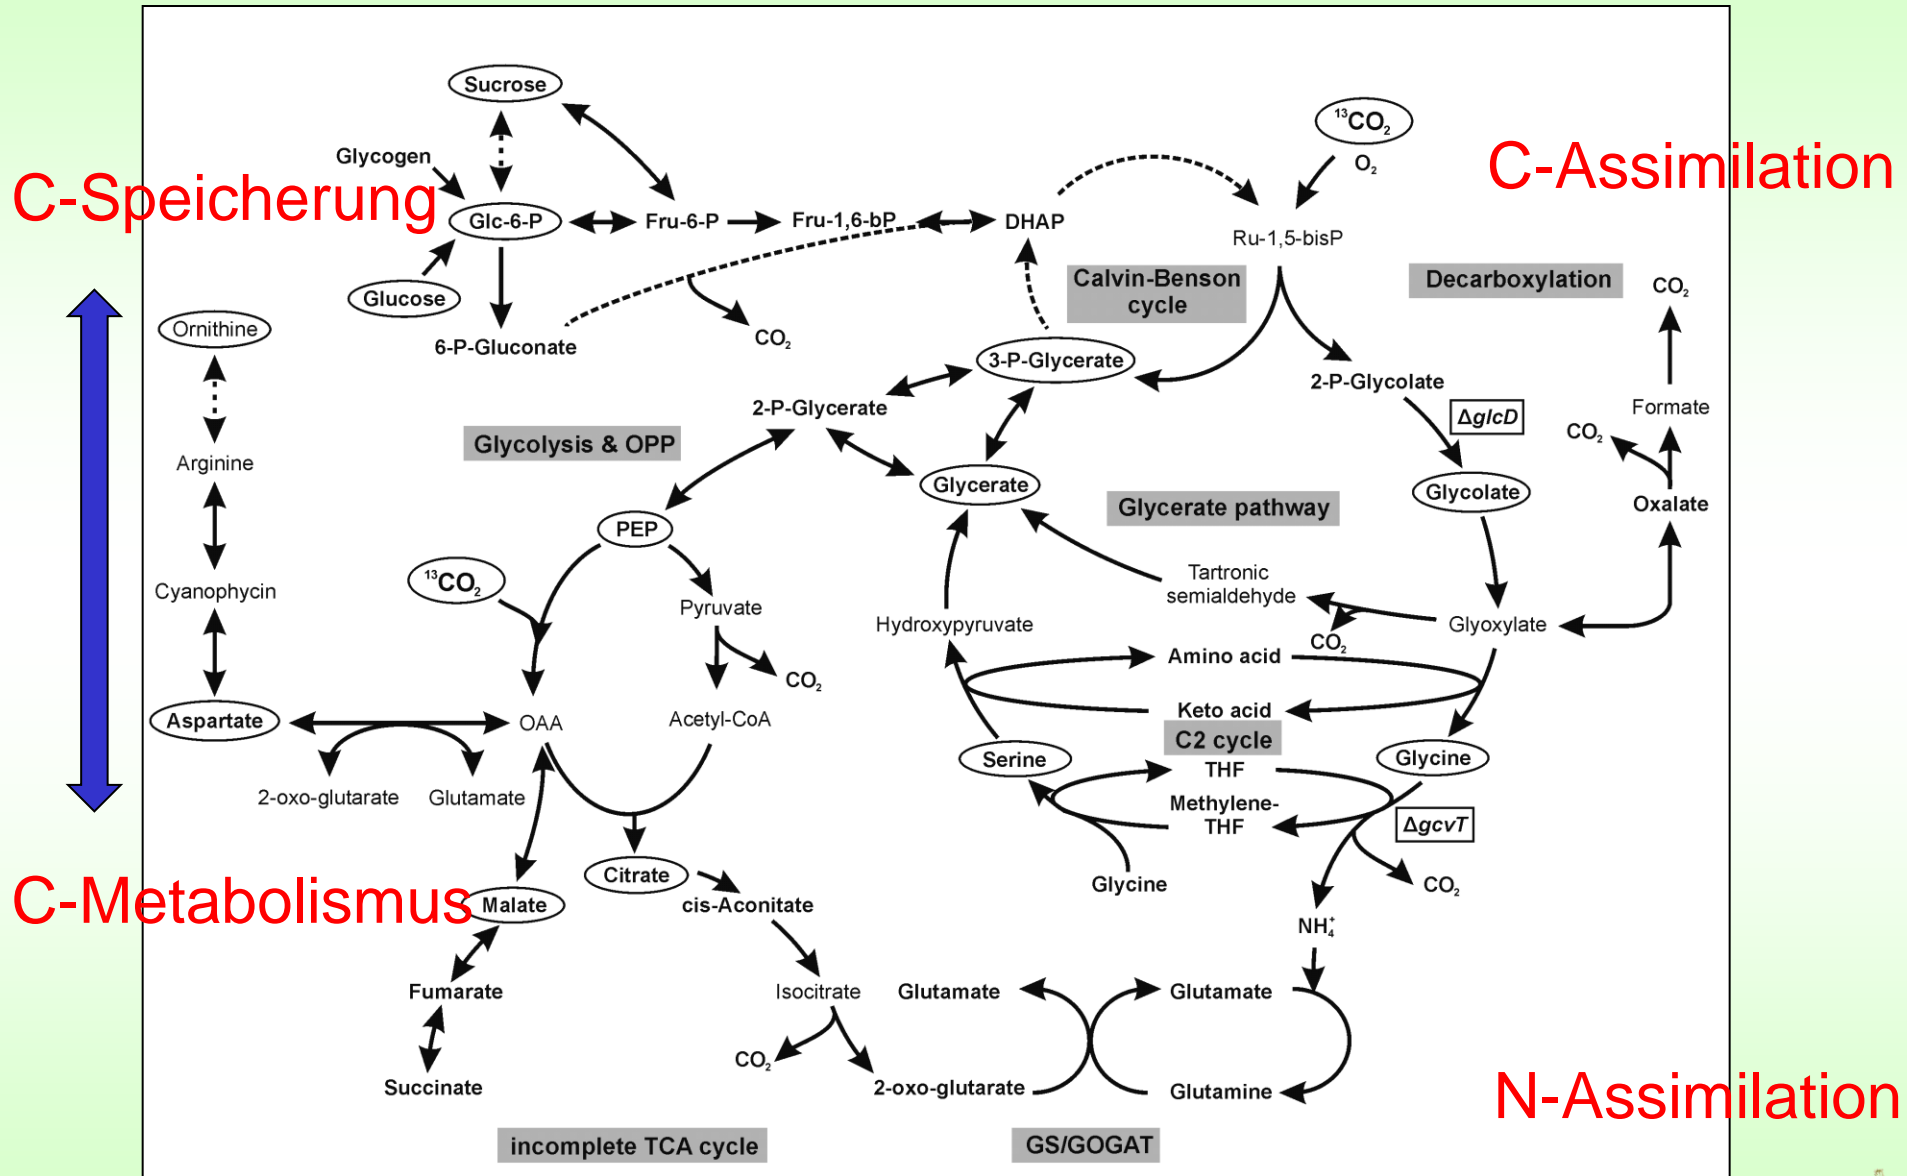 Sucrose
¹³CO₂
O₂
Glycogen
C-Assimilation
C-Speicherung
Glc-6-P
Fru-6-P
Fru-1,6-bP
DHAP
Ru-1,5-bisP
Glucose
Calvin-Benson
cycle
Decarboxylation
CO₂
Ornithine
6-P-Gluconate
CO₂
3-P-Glycerate
2-P-Glycolate
2-P-Glycerate
Formate
ΔglcD
CO₂
Glycolysis & OPP
Arginine
Glycerate
Glycolate
Glycerate pathway
Oxalate
PEP
¹³CO₂
Tartronic
semialdehyde
Cyanophycin
Pyruvate
Hydroxypyruvate
Glyoxylate
CO₂
Amino acid
CO₂
Keto acid
Aspartate
OAA
Acetyl-CoA
C2 cycle
Serine
Glycine
THF
2-oxo-glutarate
Glutamate
Methylene-
THF
ΔgcvT
Citrate
Glycine
CO₂
C-Metabolismus
Malate
cis-Aconitate
NH₄⁺
Fumarate
Isocitrate
Glutamate
Glutamate
CO₂
Succinate
2-oxo-glutarate
Glutamine
N-Assimilation
incomplete TCA cycle
GS/GOGAT